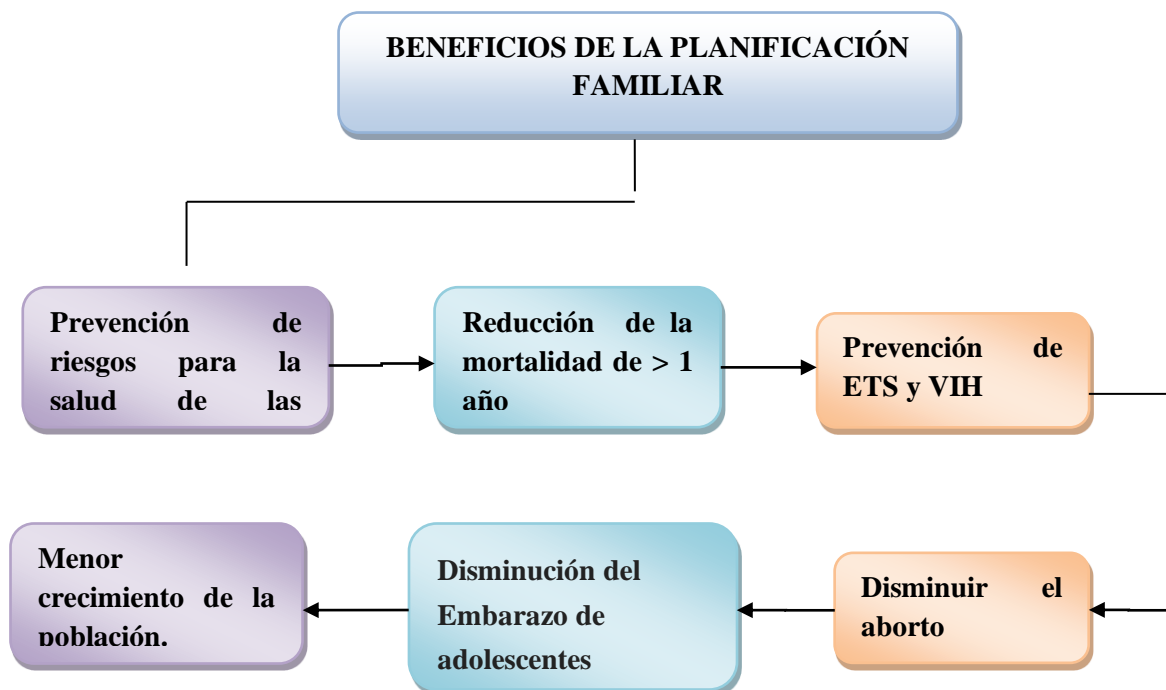 BENEFICIOS DE LA PLANIFICACIÓN
FAMILIAR
Prevención de
riesgos para la
salud de las
Reducción de la
mortalidad de > 1
año
Prevención de
ETS y VIH
Disminuir el
aborto
Disminución del
Embarazo de
adolescentes
Menor
crecimiento de la
población.